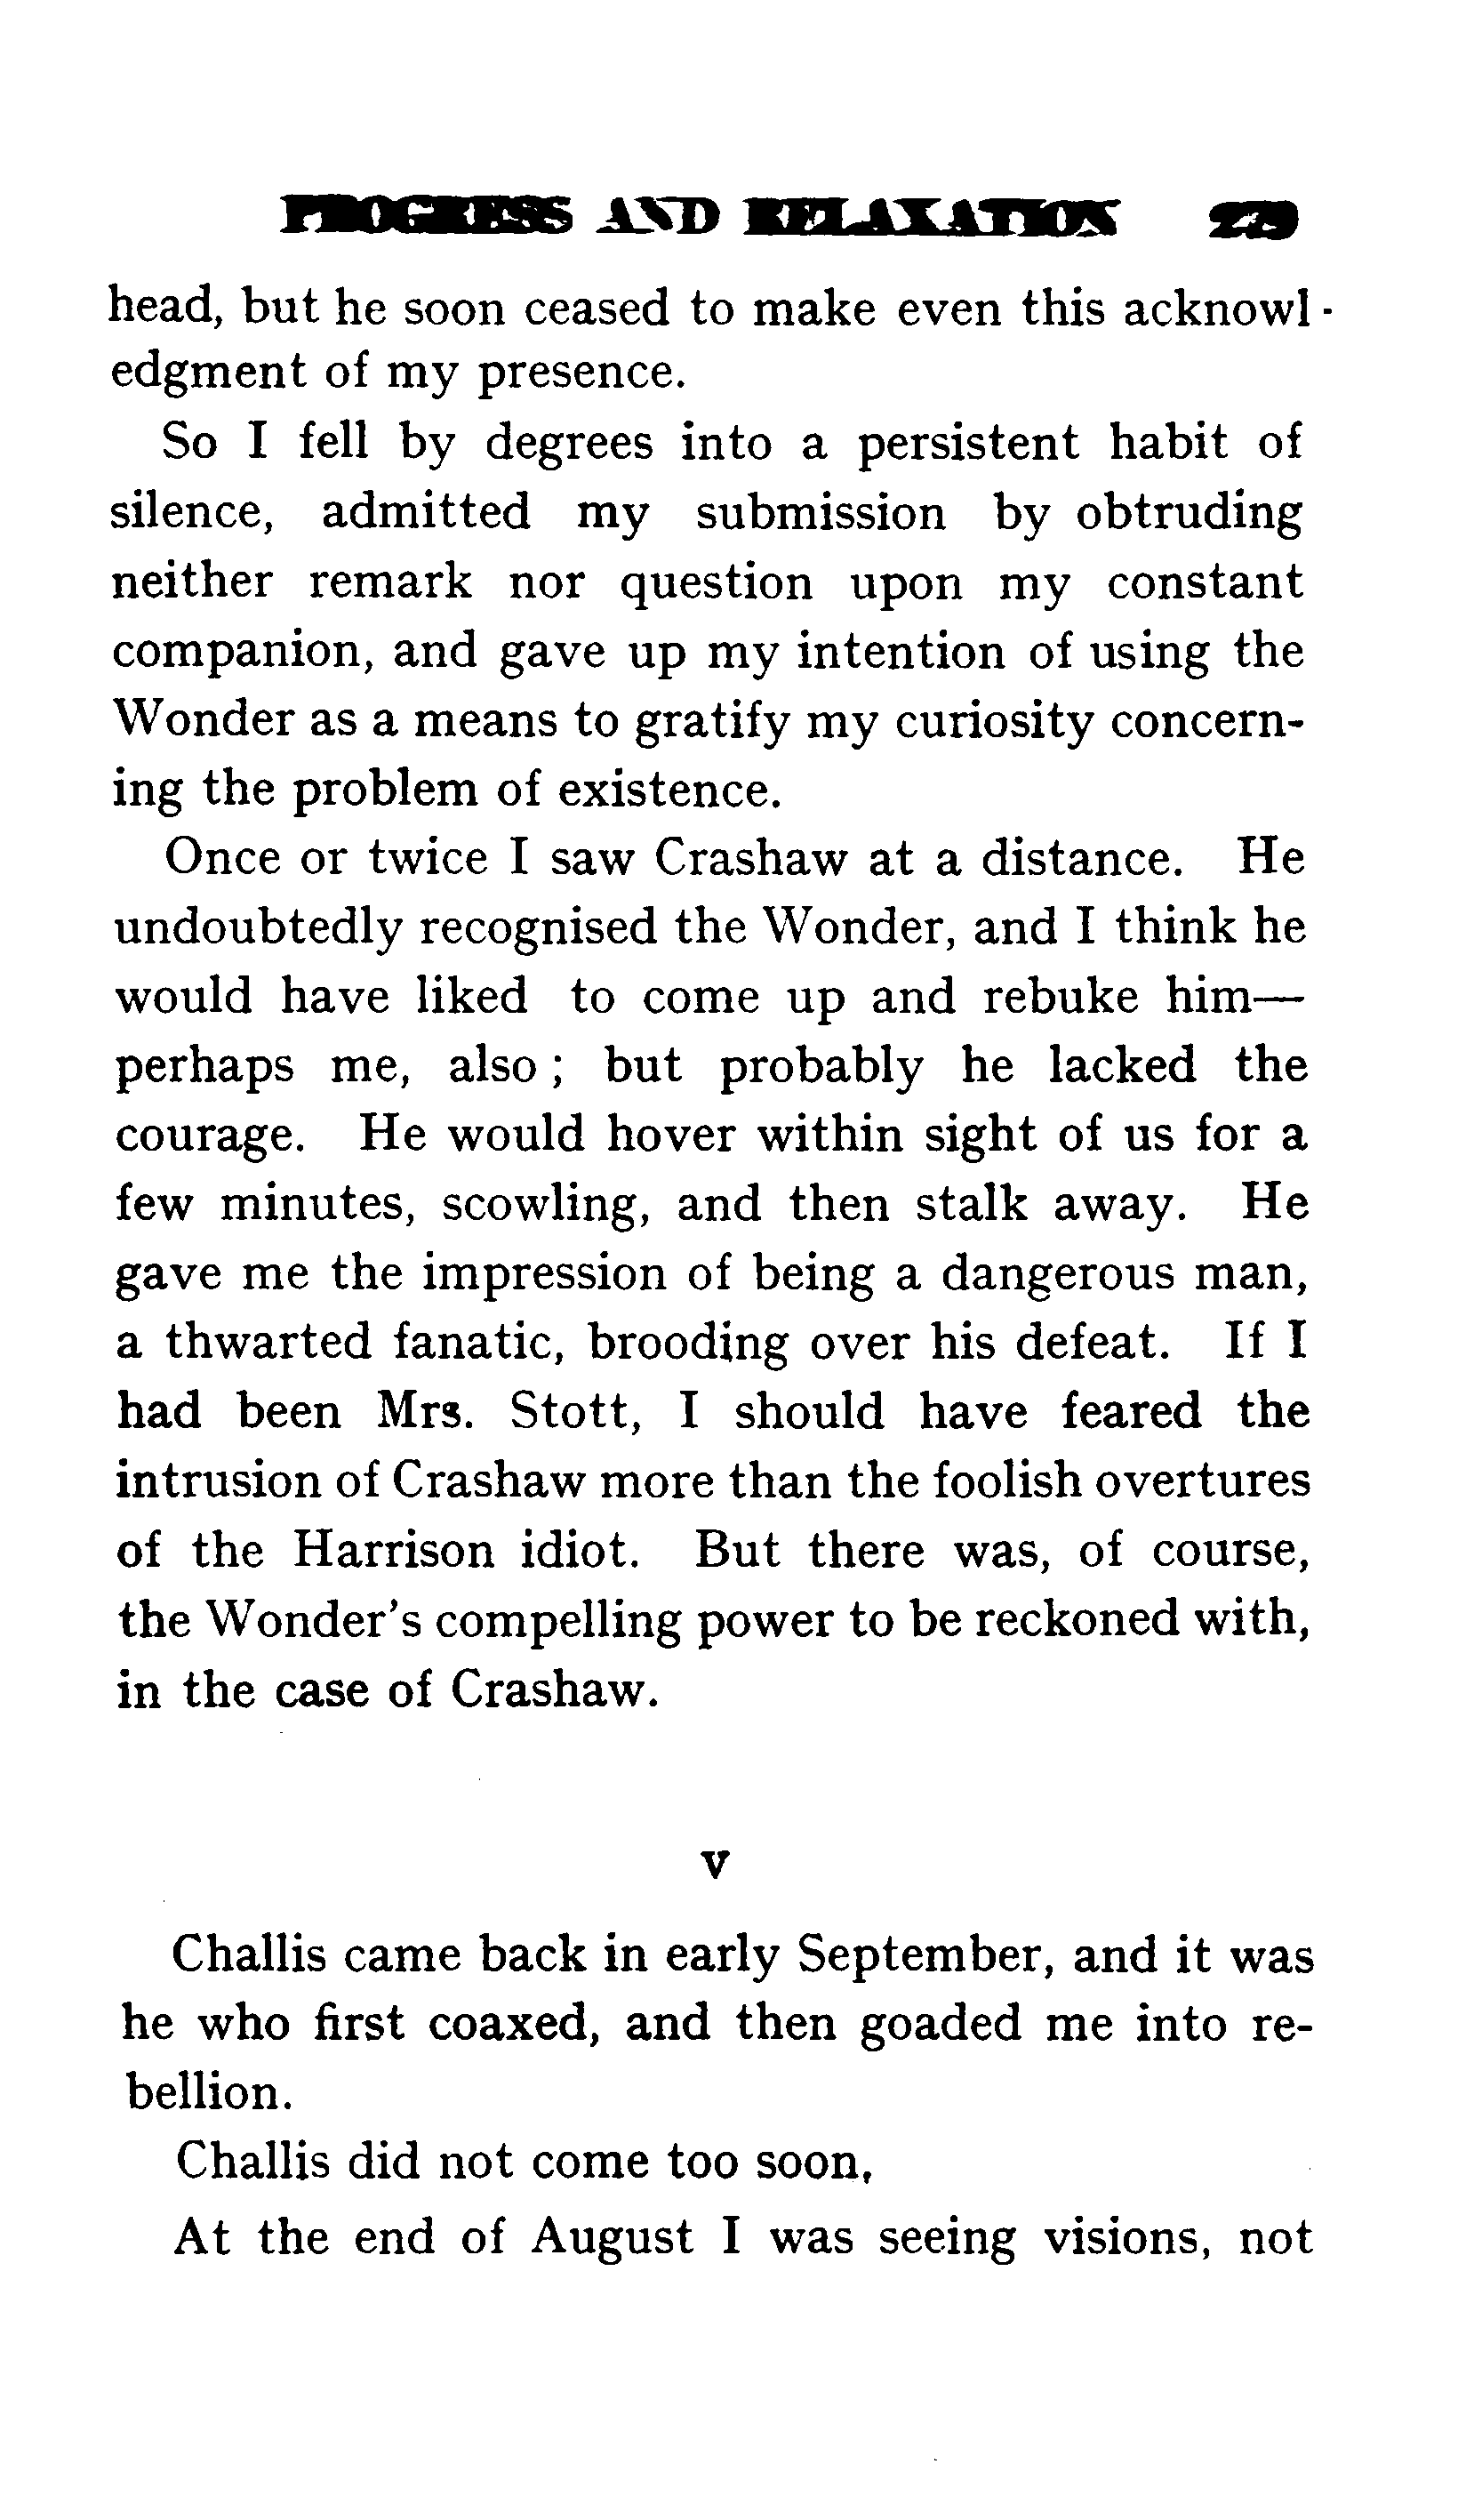 PROGRESS AND RELAXATION 229
head, but he soon ceased to make even this acknowl-
edgment of my presence.
So I fell by degrees into a persistent habit of
silence, admitted my submission by obtruding
neither remark nor question upon my constant
companion, and gave up my intention of using the
Wonder as a means to gratify my curiosity concern-
ing the problem of existence.
Once or twice I saw Crashaw at a distance. He
undoubtedly recognised the Wonder, and I think he
would have liked to come up and rebuke him—
perhaps me, also ; but probably he lacked the
courage. He would hover within sight of us for a
few minutes, scowling, and then stalk away. He
gave me the impression of being a dangerous man,
a thwarted fanatic, brooding over his defeat. If I
had been Mrs. Stott, I should have feared the
intrusion of Crashaw more than the foolish overtures
of the Harrison idiot. But there was, of course,
the Wonder's compelling power to be reckoned with,
in the case of Crashaw.
V
Challis came back in early September, and it was
he who first coaxed, and then goaded me into re-
bellion.
Challis did not come too soon,
At the end of August I was seeing visions, not